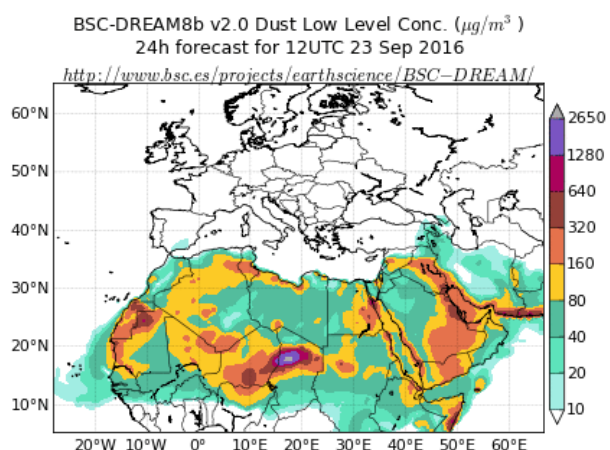 BSC-DREAM8b v2.0 Dust Low Level Conc. (μg/m³ )
24h forecast for 12UTC 23 Sep 2016
http://www.bsc.es/projects/earthscience/BSC−DREAM/
60°N
50°N
40°N
30°N
20°N
10°N
20°W 10°W 0° 10°E 20°E 30°E 40°E 50°E 60°E
2650
1280
640
320
160
80
40
20
10